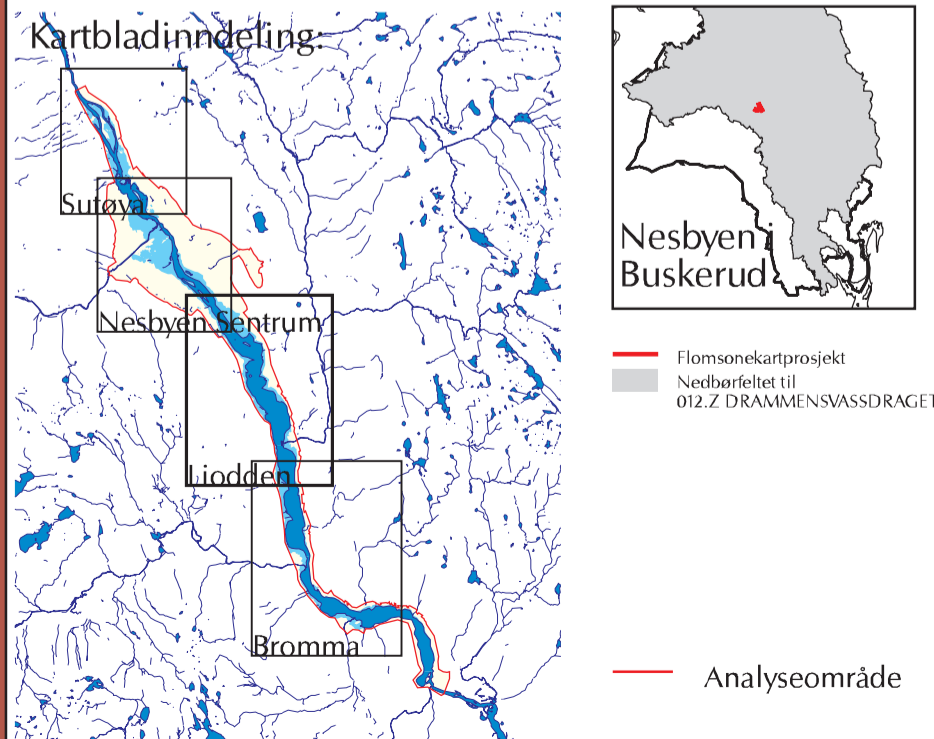 Kartbladinndeling:
Sutøya
Nesbyen Sentrum
Liodden
Bromma
Nesbyen i
Buskerud
Flomsonekartprosjekt
Nedbørfeltet til
012.Z DRAMMENSVASSDRAGET
Analyseområde